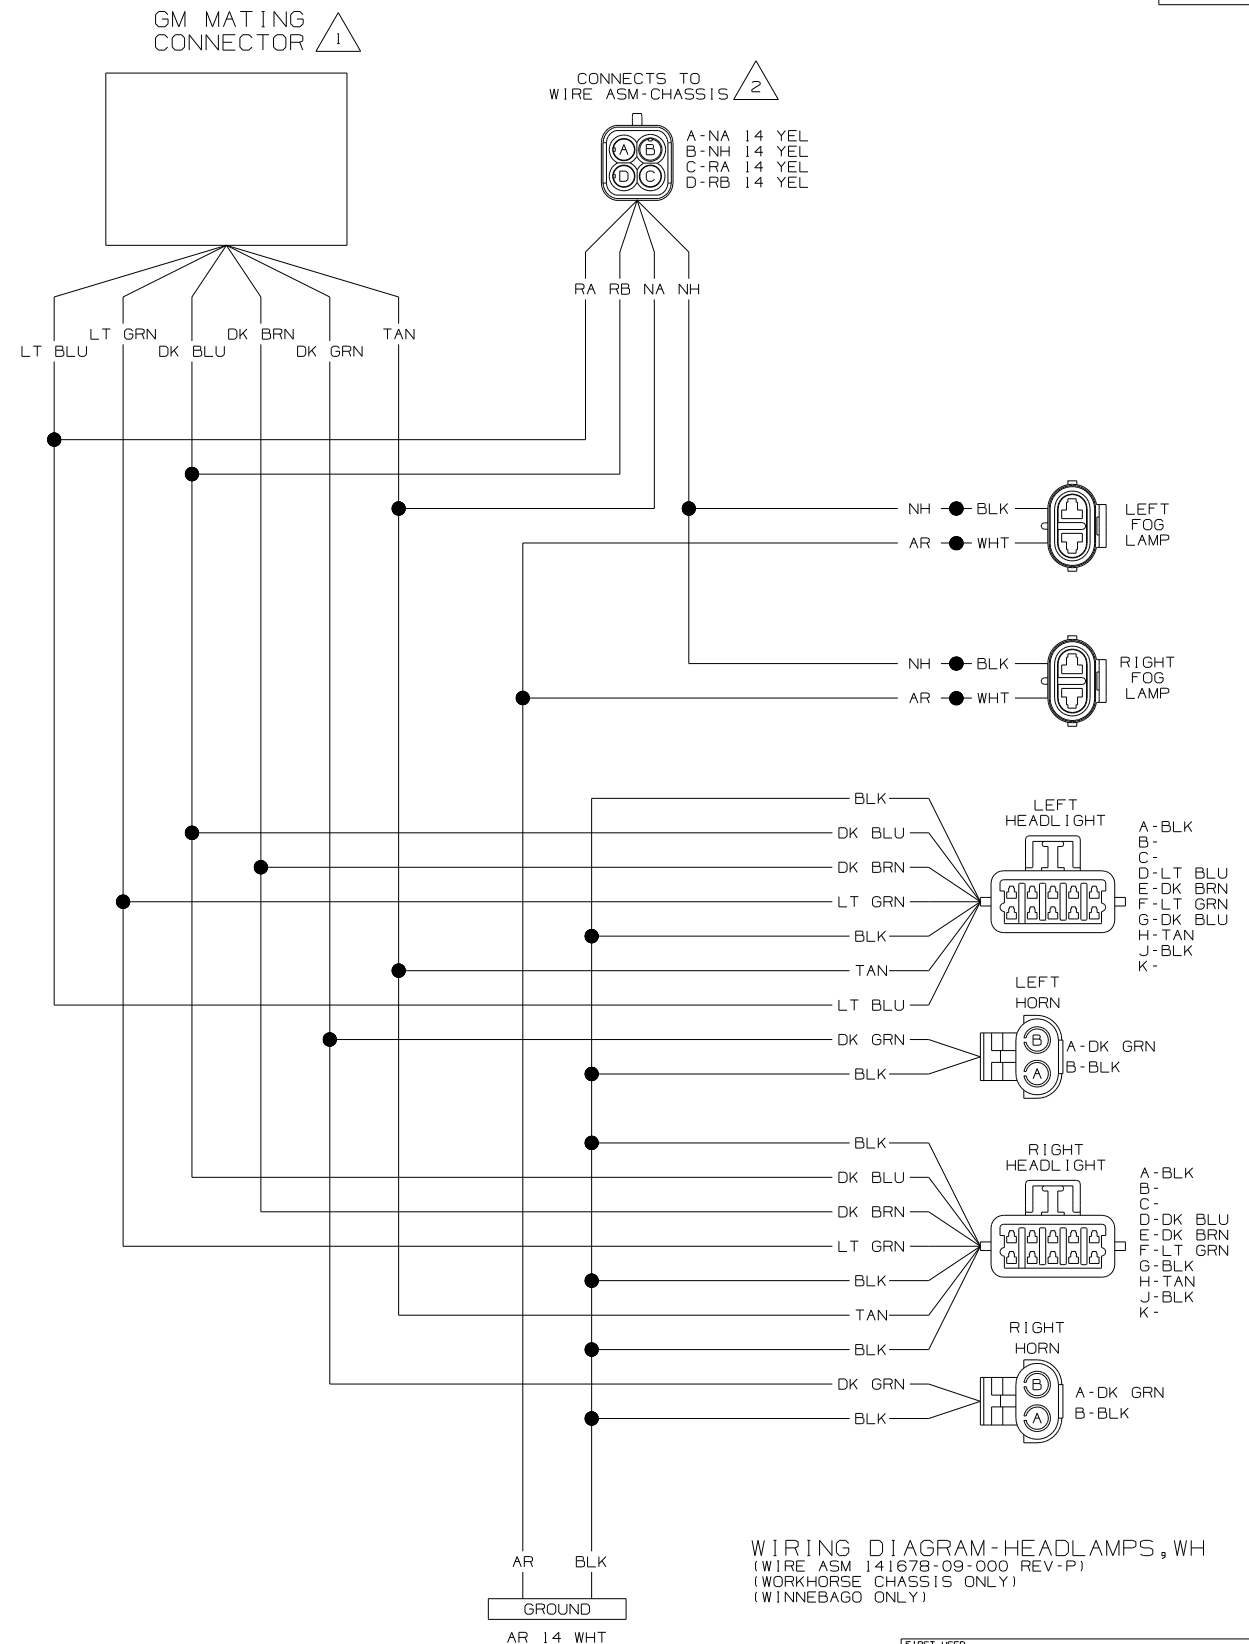 GM MATING
CONNECTOR 1
CONNECTS TO
WIRE ASM-CHASSIS 2
A B
D C
A-NA 14 YEL
B-NH 14 YEL
C-RA 14 YEL
D-RB 14 YEL
RA RB NA NH
LT GRN DK BRN TAN
LT BLU DK BLU DK GRN
NH BLK
AR WHT
LEFT
FOG
LAMP
NH BLK
AR WHT
RIGHT
FOG
LAMP
BLK
DK BLU
DK BRN
LT GRN
BLK
TAN
LT BLU
LEFT
HEADLIGHT
A-BLK
B-
C-
D-LT BLU
E-DK BRN
F-LT GRN
G-DK BLU
H-TAN
J-BLK
K-
LEFT
HORN
DK GRN
BLK
B
A
A-DK GRN
B-BLK
BLK
DK BLU
DK BRN
LT GRN
BLK
TAN
BLK
RIGHT
HEADLIGHT
A-BLK
B-
C-
D-DK BLU
E-DK BRN
F-LT GRN
G-BLK
H-TAN
J-BLK
K-
RIGHT
HORN
DK GRN
BLK
B
A
A-DK GRN
B-BLK
AR BLK
GROUND
AR 14 WHT
WIRING DIAGRAM-HEADLAMPS,WH
(WIRE ASM 141678-09-000 REV-P)
(WORKHORSE CHASSIS ONLY)
(WINNEBAGO ONLY)